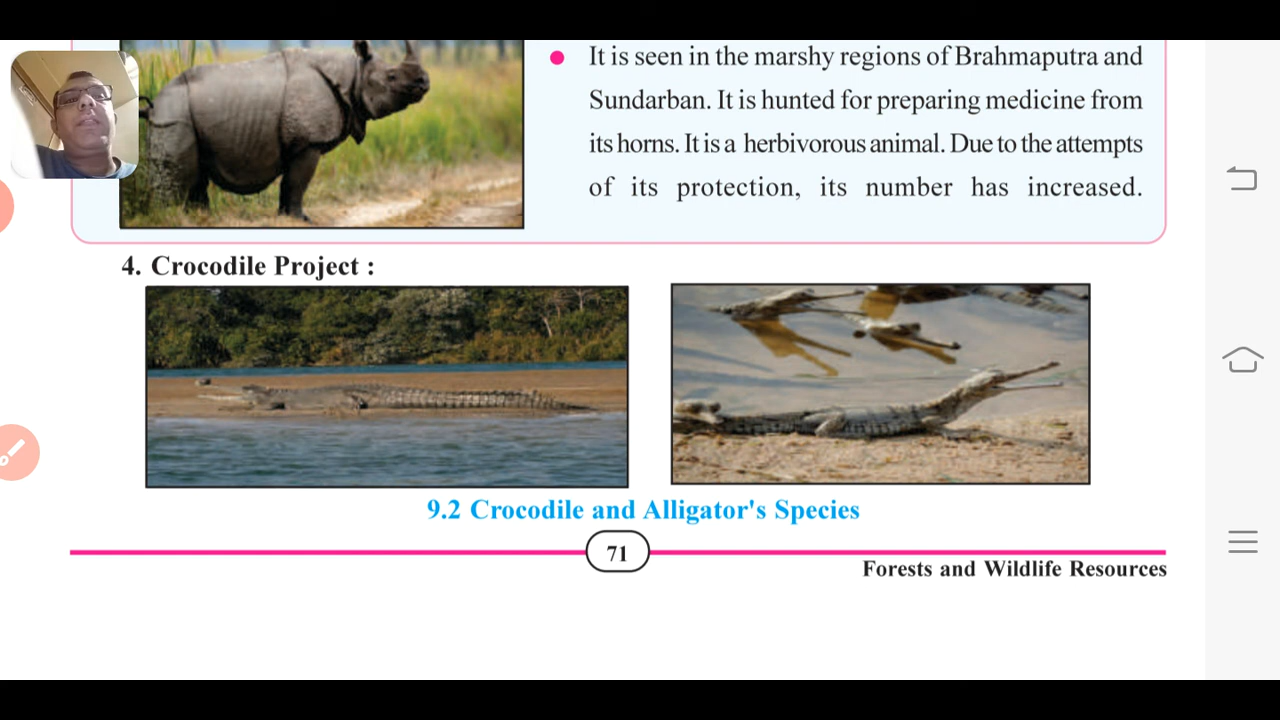 It is seen in the marshy regions of Brahmaputra and
Sundarban. It is hunted for preparing medicine from
its horns. It is a herbivorous animal. Due to the attempts
of its protection, its number has increased.
4. Crocodile Project :
9.2 Crocodile and Alligator's Species
71
Forests and Wildlife Resources